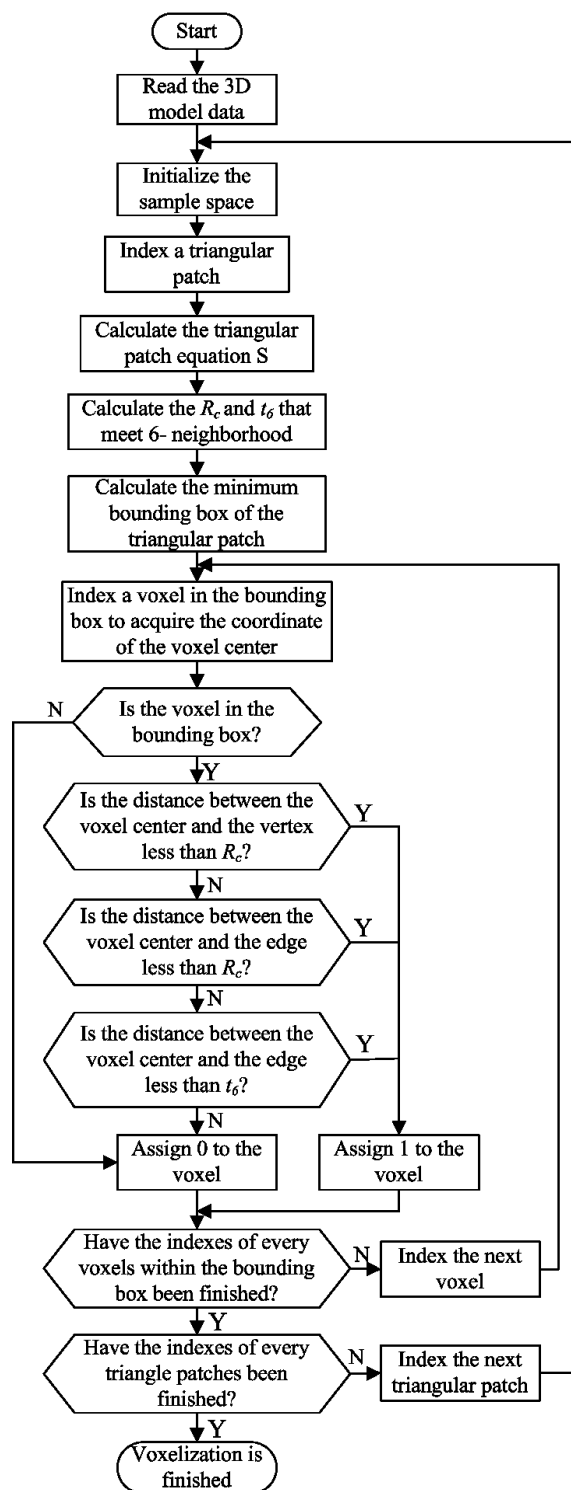 Start
Read the 3D
model data
Initialize the
sample space
Index a triangular
patch
Calculate the triangular
patch equation S
Calculate the Rc and t6 that
meet 6- neighborhood
Calculate the minimum
bounding box of the
triangular patch
Index a voxel in the bounding
box to acquire the coordinate
of the voxel center
N
Is the voxel in the
bounding box?
Y
Is the distance between the
voxel center and the vertex
less than Rc?
Y
N
Is the distance between the
voxel center and the edge
less than Rc?
Y
N
Is the distance between the
voxel center and the edge
less than t6?
Y
N
Assign 0 to the
voxel
Assign 1 to the
voxel
Have the indexes of every
voxels within the bounding
box been finished?
N
Index the next
voxel
Y
Have the indexes of every
triangle patches been
finished?
N
Index the next
triangular patch
Y
Voxelization is
finished